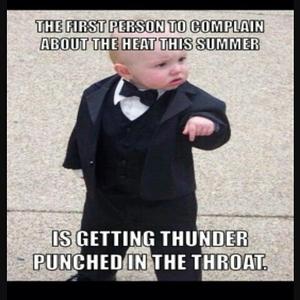 THE FIRST PERSON TO COMPLAIN
ABOUT THE HEAT THIS SUMMER
IS GETTING THUNDER
PUNCHED IN THE THROAT.